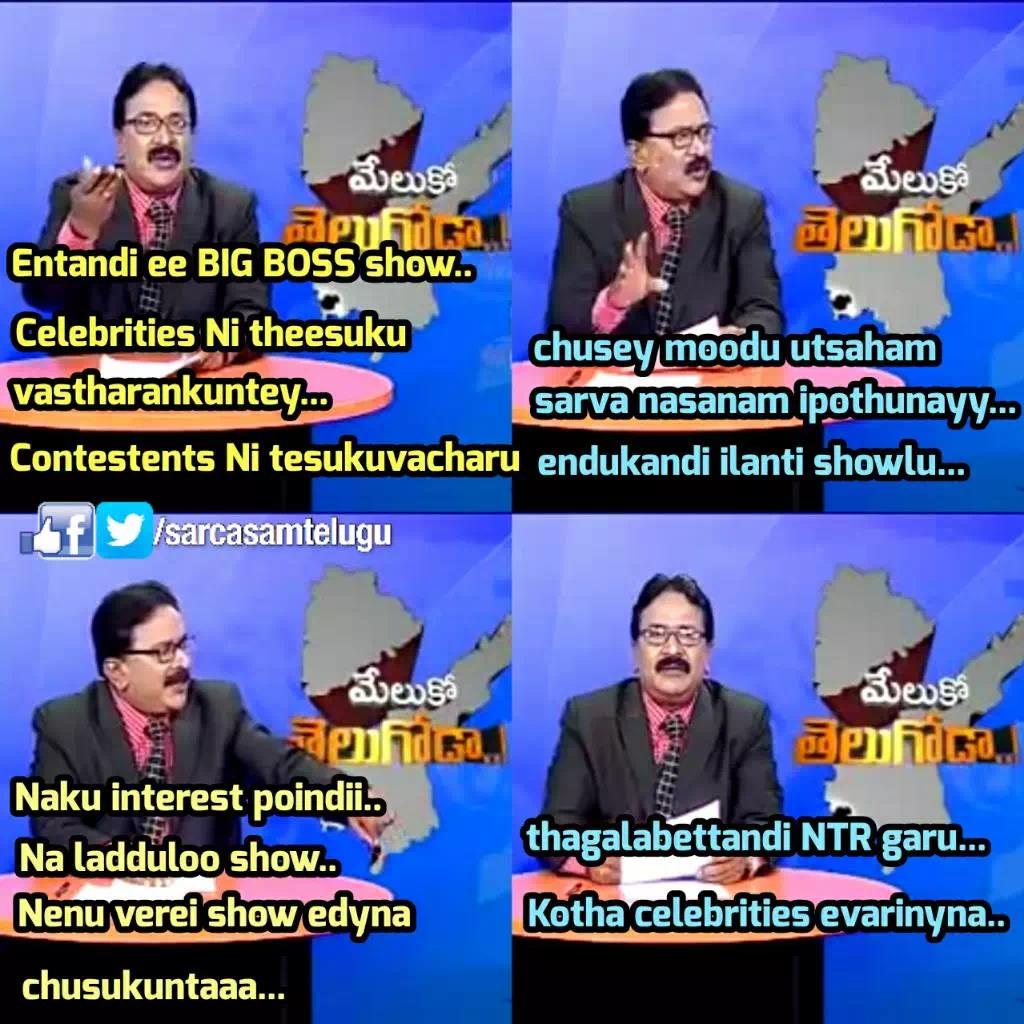 మేలుకో
తెలుగోడా..!
Entandi ee BIG BOSS show..
Celebrities Ni theesuku
vastharankuntey...
Contestents Ni tesukuvacharu
మేలుకో
తెలుగోడా..!
chusey moodu utsaham
sarva nasanam ipothunayy...
endukandi ilanti showlu...
/sarcasamtelugu
మేలుకో
తెలుగోడా..!
Naku interest poindii..
Na ladduloo show..
Nenu verei show edyna
chusukuntaaa...
మేలుకో
తెలుగోడా..!
thagalabettandi NTR garu...
Kotha celebrities evarinyna..